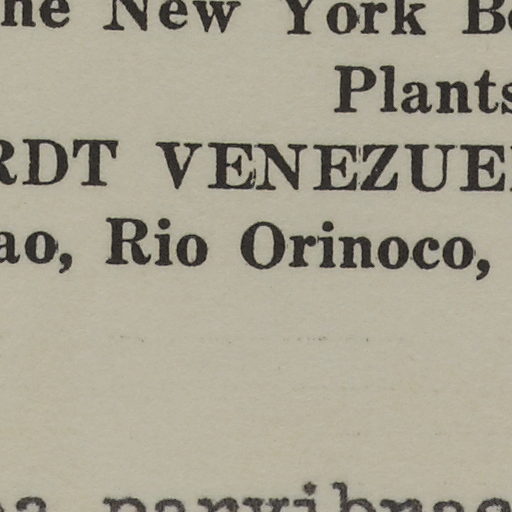 he New York B
Plants
RDT VENEZUE
ao, Rio Orinoco,